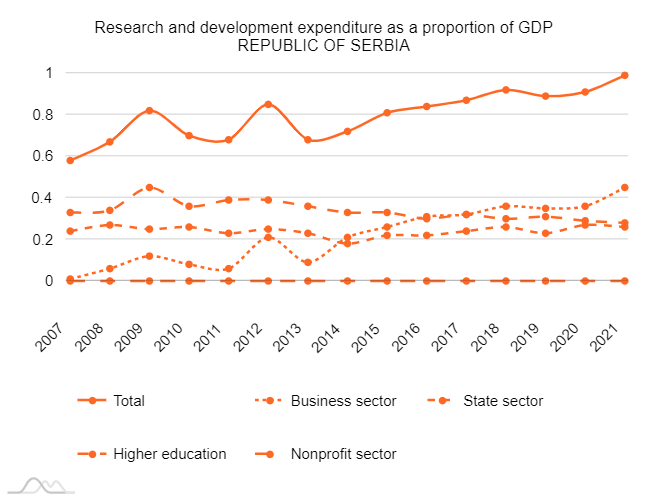 Research and development expenditure as a proportion of GDP
REPUBLIC OF SERBIA
1
0.8
0.6
0.4
0.2
0
2007 2008 2009 2010 2011 2012 2013 2014 2015 2016 2017 2018 2019 2020 2021
Total Business sector State sector
Higher education Nonprofit sector